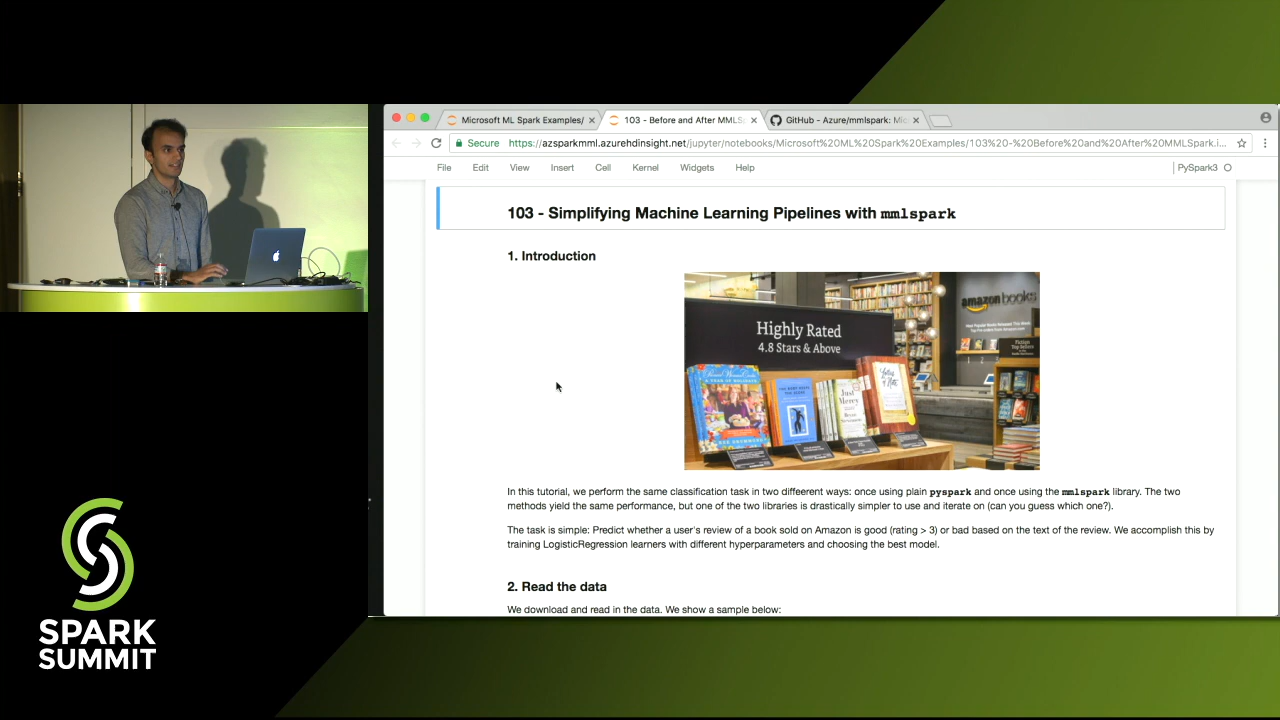 Microsoft ML Spark Examples/
103 - Before and After MMLS
GitHub - Azure/mmlspark: Mi
Secure https://azsparkmml.azurehdinsight.net/jupyter/notebooks/Microsoft%20ML%20Spark%20Examples/103%20-%20Before%20and%20After%20MMLSpark.i...
File Edit View Insert Cell Kernel Widgets Help PySpark3
103 - Simplifying Machine Learning Pipelines with mmlspark
1. Introduction
amazon books
Highly Rated
4.8 Stars & Above
Just
Mercy
In this tutorial, we perform the same classification task in two diffeerent ways: once using plain pyspark and once using the mmlspark library. The two
methods yield the same performance, but one of the two libraries is drastically simpler to use and iterate on (can you guess which one?).
The task is simple: Predict whether a user's review of a book sold on Amazon is good (rating > 3) or bad based on the text of the review. We accomplish this by
training LogisticRegression learners with different hyperparameters and choosing the best model.
2. Read the data
We download and read in the data. We show a sample below:
SPARK
SUMMIT